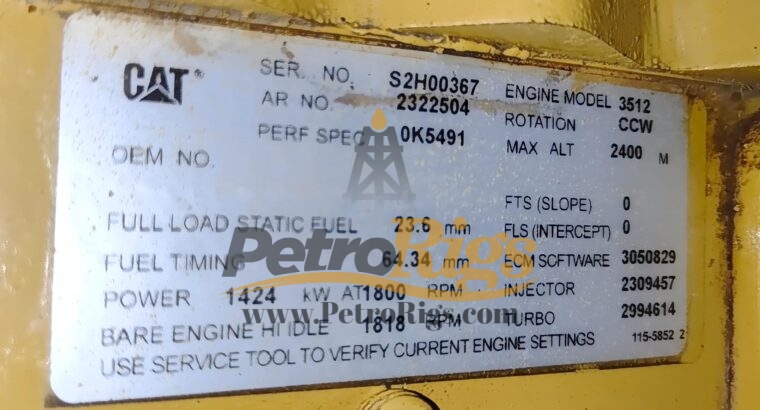 CAT®
SER. NO. S2H00367
ENGINE MODEL 3512
AR NO. 2322504
ROTATION CCW
PERF SPEC 0K5491
MAX ALT 2400 M
OEM NO.
FTS (SLOPE) 0
FULL LOAD STATIC FUEL 23.6 mm
FLS (INTERCEPT) 0
FUEL TIMING 64.34 mm
ECM SOFTWARE 3050829
POWER 1424 kW AT 1800 RPM
INJECTOR 2309457
BARE ENGINE HI IDLE 1818 RPM
TURBO 2994614
USE SERVICE TOOL TO VERIFY CURRENT ENGINE SETTINGS
115-5852 2
PetroRigs
www.PetroRigs.com